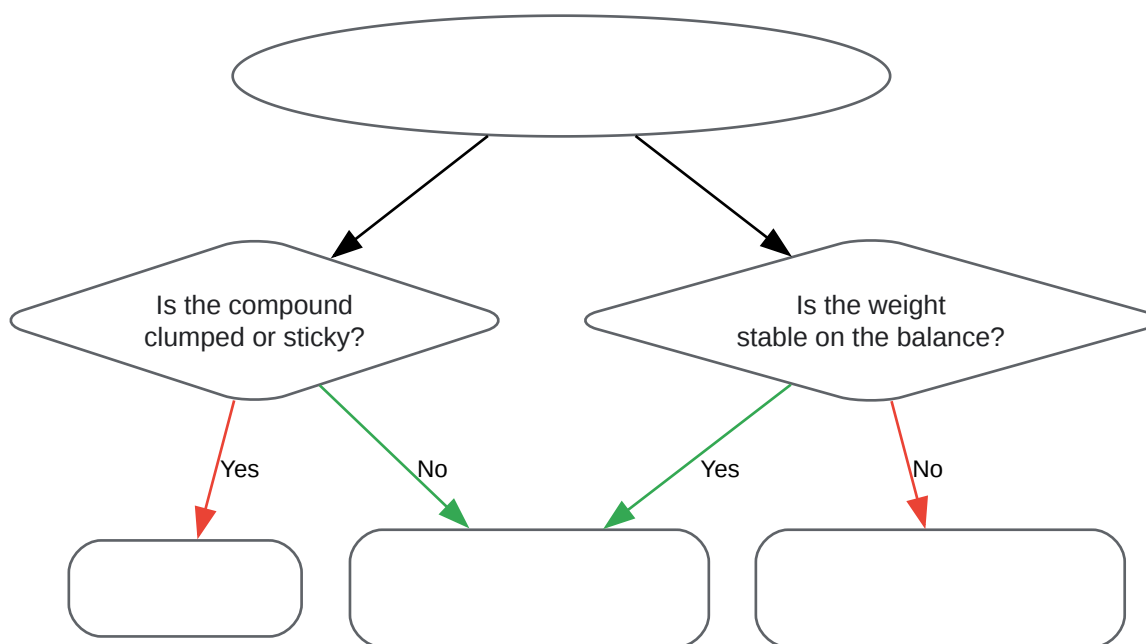 Is the compound
clumped or sticky?
Is the weight
stable on the balance?
Yes
No
Yes
No